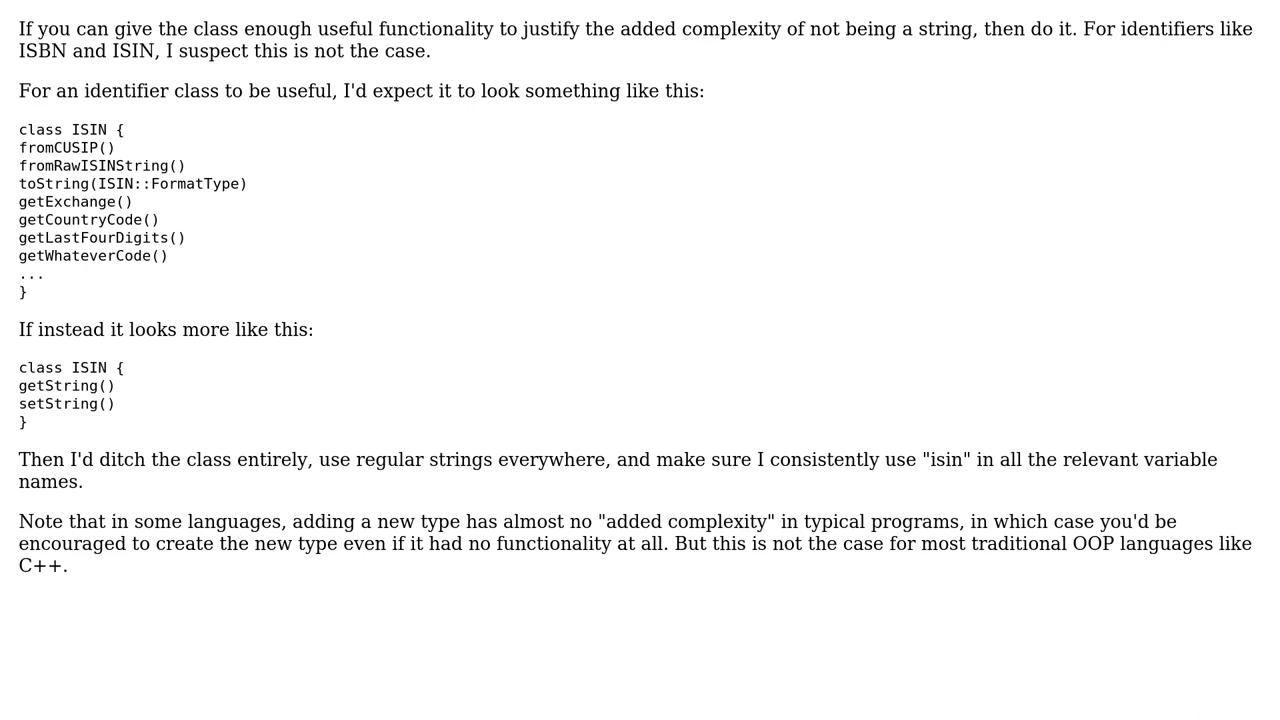 If you can give the class enough useful functionality to justify the added complexity of not being a string, then do it. For identifiers like
ISBN and ISIN, I suspect this is not the case.
For an identifier class to be useful, I'd expect it to look something like this:
class ISIN {
fromCUSIP()
fromRawISINString()
toString(ISIN::FormatType)
getExchange()
getCountryCode()
getLastFourDigits()
getWhateverCode()
...
}
If instead it looks more like this:
class ISIN {
getString()
setString()
}
Then I'd ditch the class entirely, use regular strings everywhere, and make sure I consistently use "isin" in all the relevant variable
names.
Note that in some languages, adding a new type has almost no "added complexity" in typical programs, in which case you'd be
encouraged to create the new type even if it had no functionality at all. But this is not the case for most traditional OOP languages like
C++.